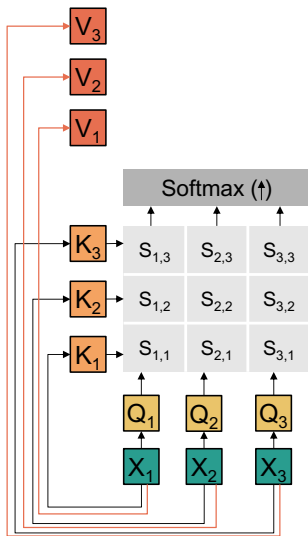 V3
V2
V1
Softmax (↑)
K3 S1,3 S2,3 S3,3
K2 S1,2 S2,2 S3,2
K1 S1,1 S2,1 S3,1
Q1 Q2 Q3
X1 X2 X3